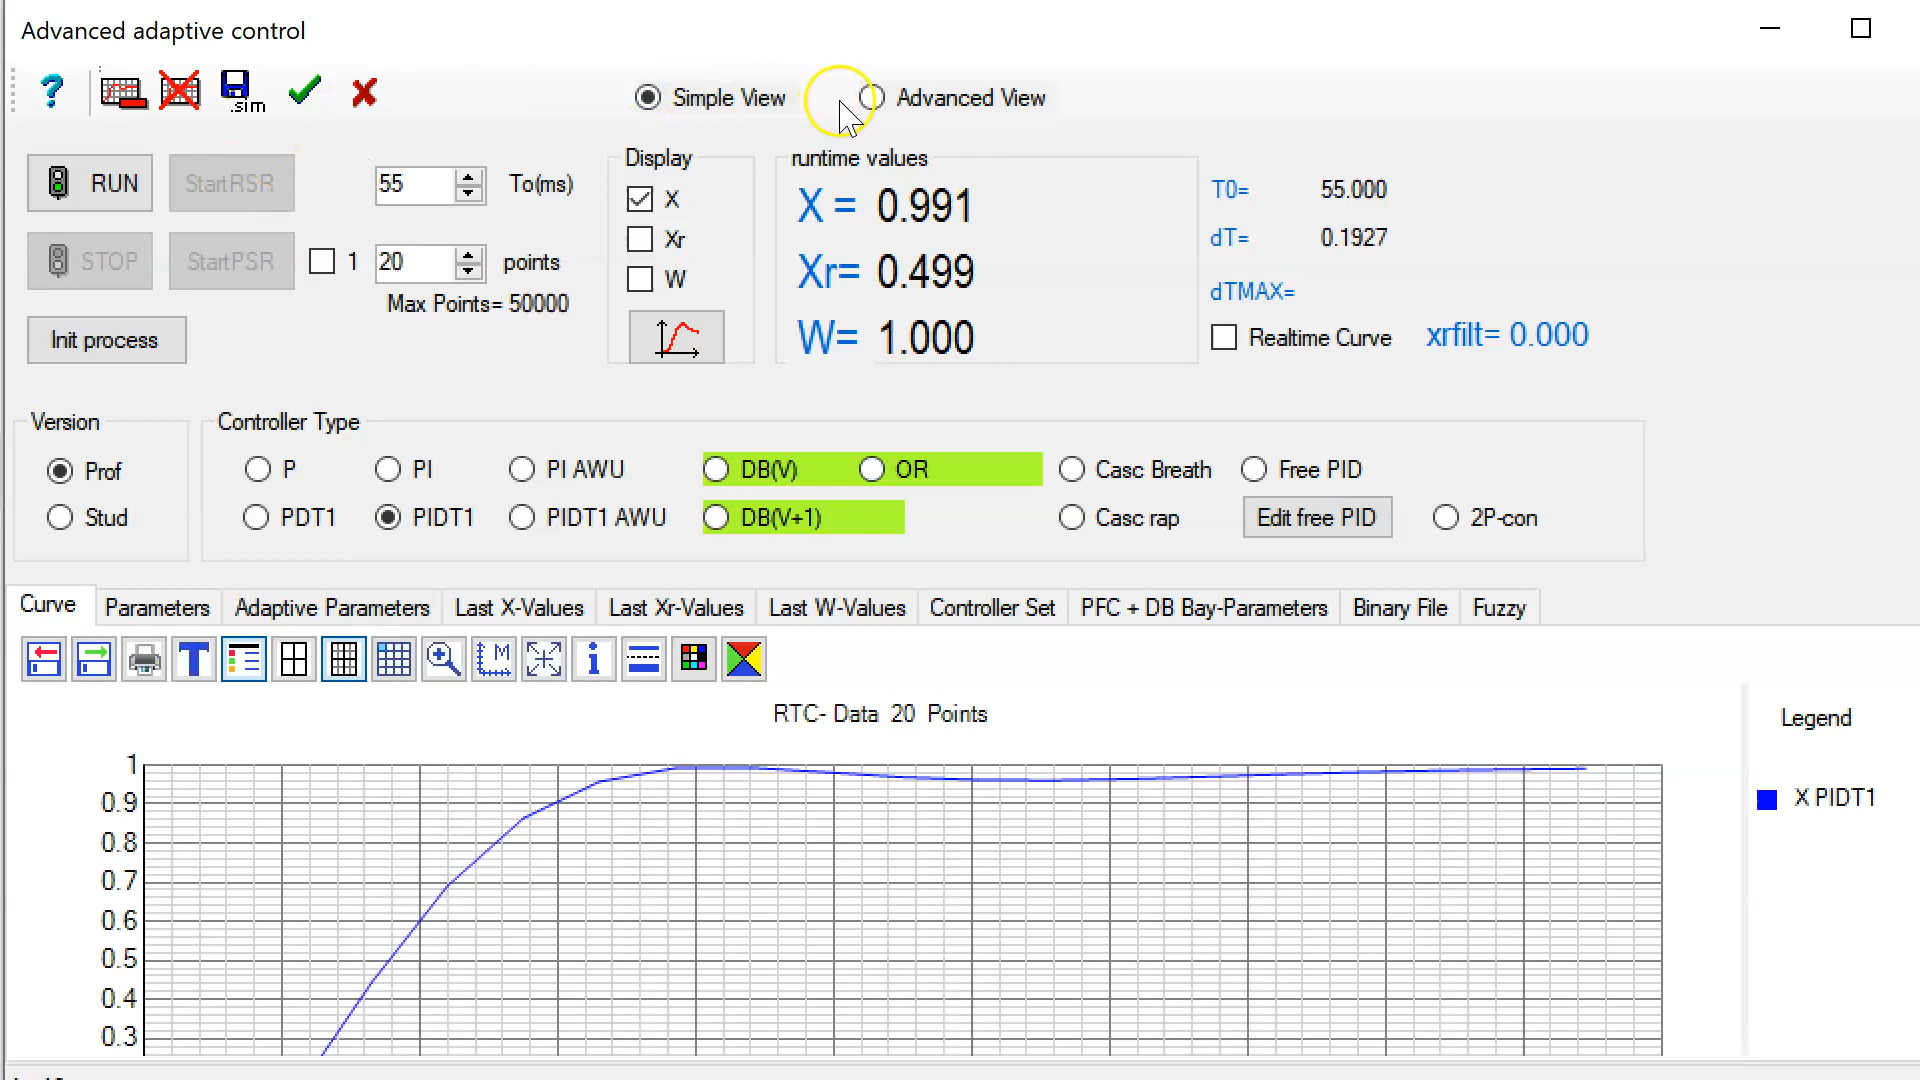 Advanced adaptive control
?
.sim
Simple View
Advanced View
RUN
StartRSR
55
To(ms)
STOP
StartPSR
1
20
points
Max Points= 50000
Init process
Display
X
Xr
W
runtime values
X = 0.991
Xr= 0.499
W= 1.000
T0= 55.000
dT= 0.1927
dTMAX=
Realtime Curve
xrfilt= 0.000
Version
Prof
Stud
Controller Type
P
PI
PI AWU
DB(V)
OR
Casc Breath
Free PID
PDT1
PIDT1
PIDT1 AWU
DB(V+1)
Casc rap
Edit free PID
2P-con
Curve
Parameters
Adaptive Parameters
Last X-Values
Last Xr-Values
Last W-Values
Controller Set
PFC + DB Bay-Parameters
Binary File
Fuzzy
T
M
i
RTC- Data 20 Points
Legend
X PIDT1
1
0.9
0.8
0.7
0.6
0.5
0.4
0.3